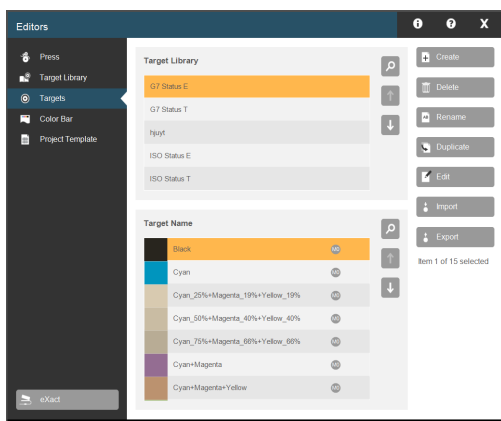 Editors
X
Press
Target Library
Targets
Color Bar
Project Template
eXact
Target Library
G7 Status E
G7 Status T
hjuyt
ISO Status E
ISO Status T
Target Name
Black
Cyan
Cyan_25%+Magenta_19%+Yellow_19%
Cyan_50%+Magenta_40%+Yellow_40%
Cyan_75%+Magenta_66%+Yellow_66%
Cyan+Magenta
Cyan+Magenta+Yellow
Create
Delete
Rename
Duplicate
Edit
Import
Export
Item 1 of 15 selected